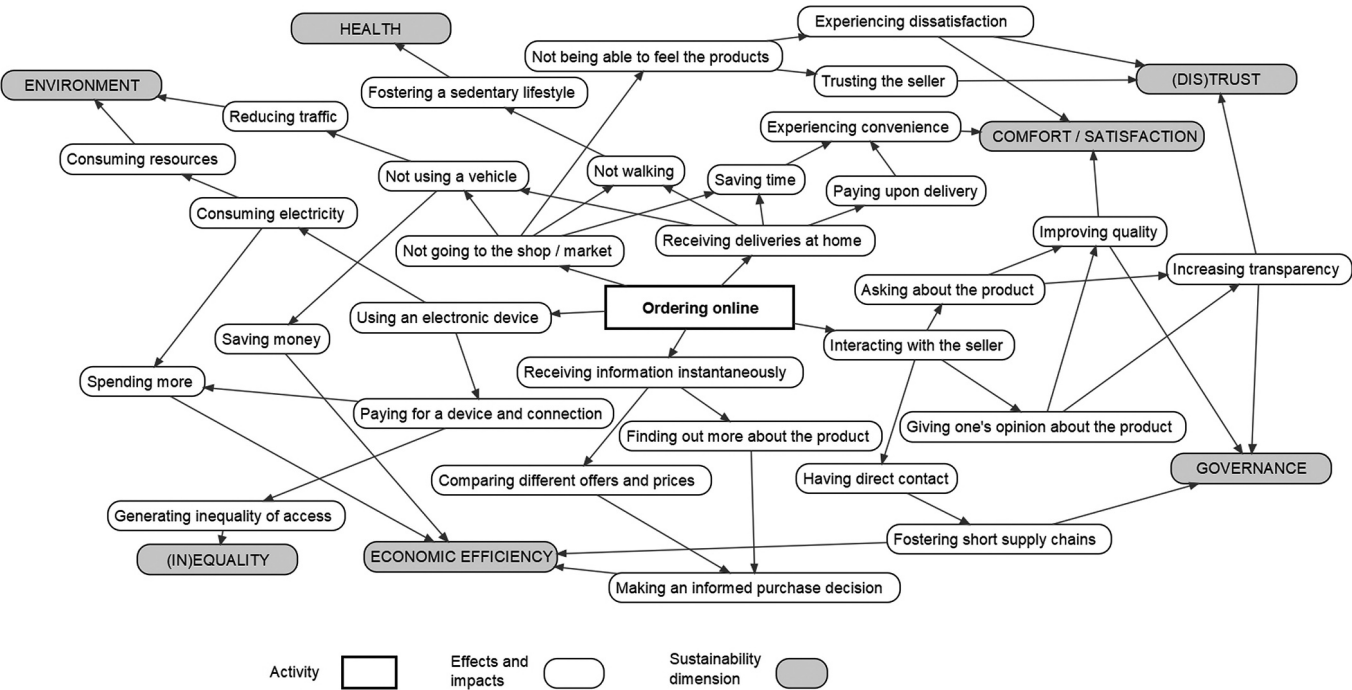 Experiencing dissatisfaction
HEALTH
Not being able to feel the products
(DIS)TRUST
Trusting the seller
ENVIRONMENT
Fostering a sedentary lifestyle
Reducing traffic
Experiencing convenience
COMFORT / SATISFACTION
Consuming resources
Not using a vehicle
Not walking
Saving time
Paying upon delivery
Consuming electricity
Improving quality
Not going to the shop / market
Receiving deliveries at home
Increasing transparency
Asking about the product
Ordering online
Using an electronic device
Saving money
Interacting with the seller
Receiving information instantaneously
Spending more
Paying for a device and connection
Giving one's opinion about the product
Finding out more about the product
GOVERNANCE
Comparing different offers and prices
Having direct contact
Generating inequality of access
Fostering short supply chains
(IN)EQUALITY
ECONOMIC EFFICIENCY
Making an informed purchase decision
Activity
Effects and
impacts
Sustainability
dimension